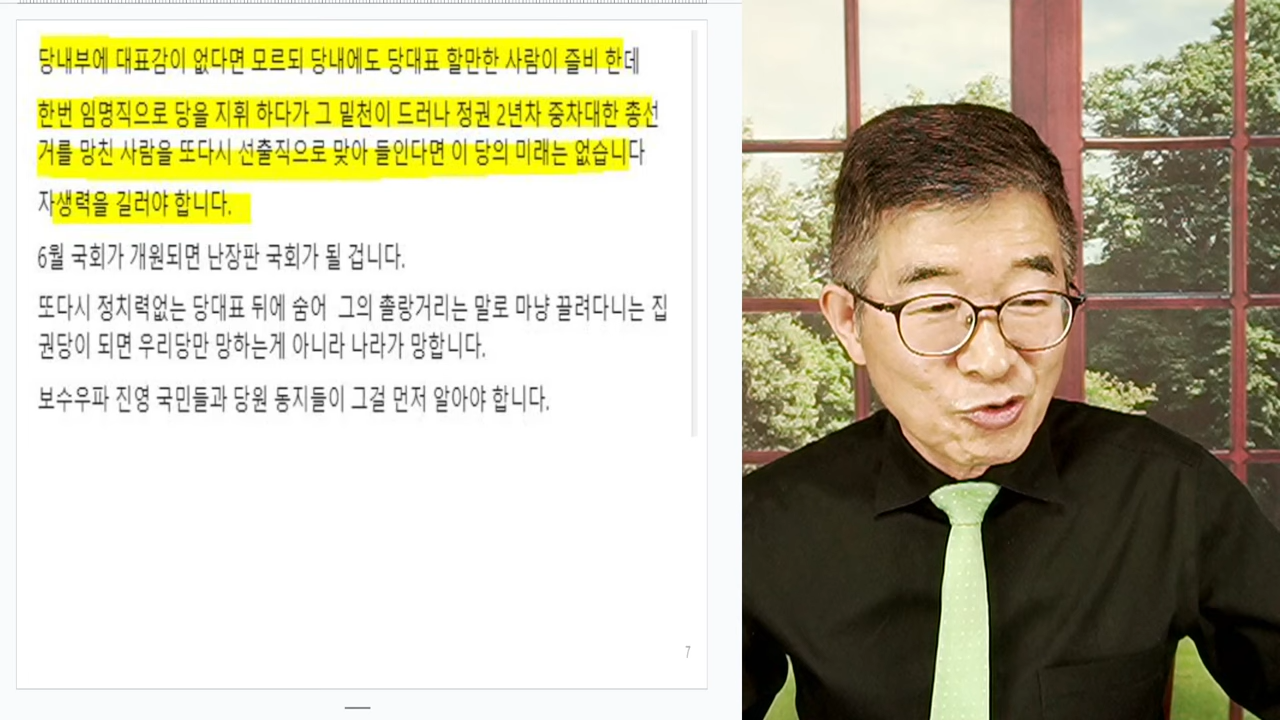 당내부에 대표감이 없다면 모르되 당내에도 당대표 할만한 사람이 즐비 한데
한번 임명직으로 당을 지휘 하다가 그 밑천이 드러나 정권 2년차 중차대한 총선
거를 망친 사람을 또다시 선출직으로 맞아 들인다면 이 당의 미래는 없습니다
자생력을 길러야 합니다.
6월 국회가 개원되면 난장판 국회가 될 겁니다.
또다시 정치력없는 당대표 뒤에 숨어 그의 촐랑거리는 말로 마냥 끌려다니는 집
권당이 되면 우리당만 망하는게 아니라 나라가 망합니다.
보수우파 진영 국민들과 당원 동지들이 그걸 먼저 알아야 합니다.
7